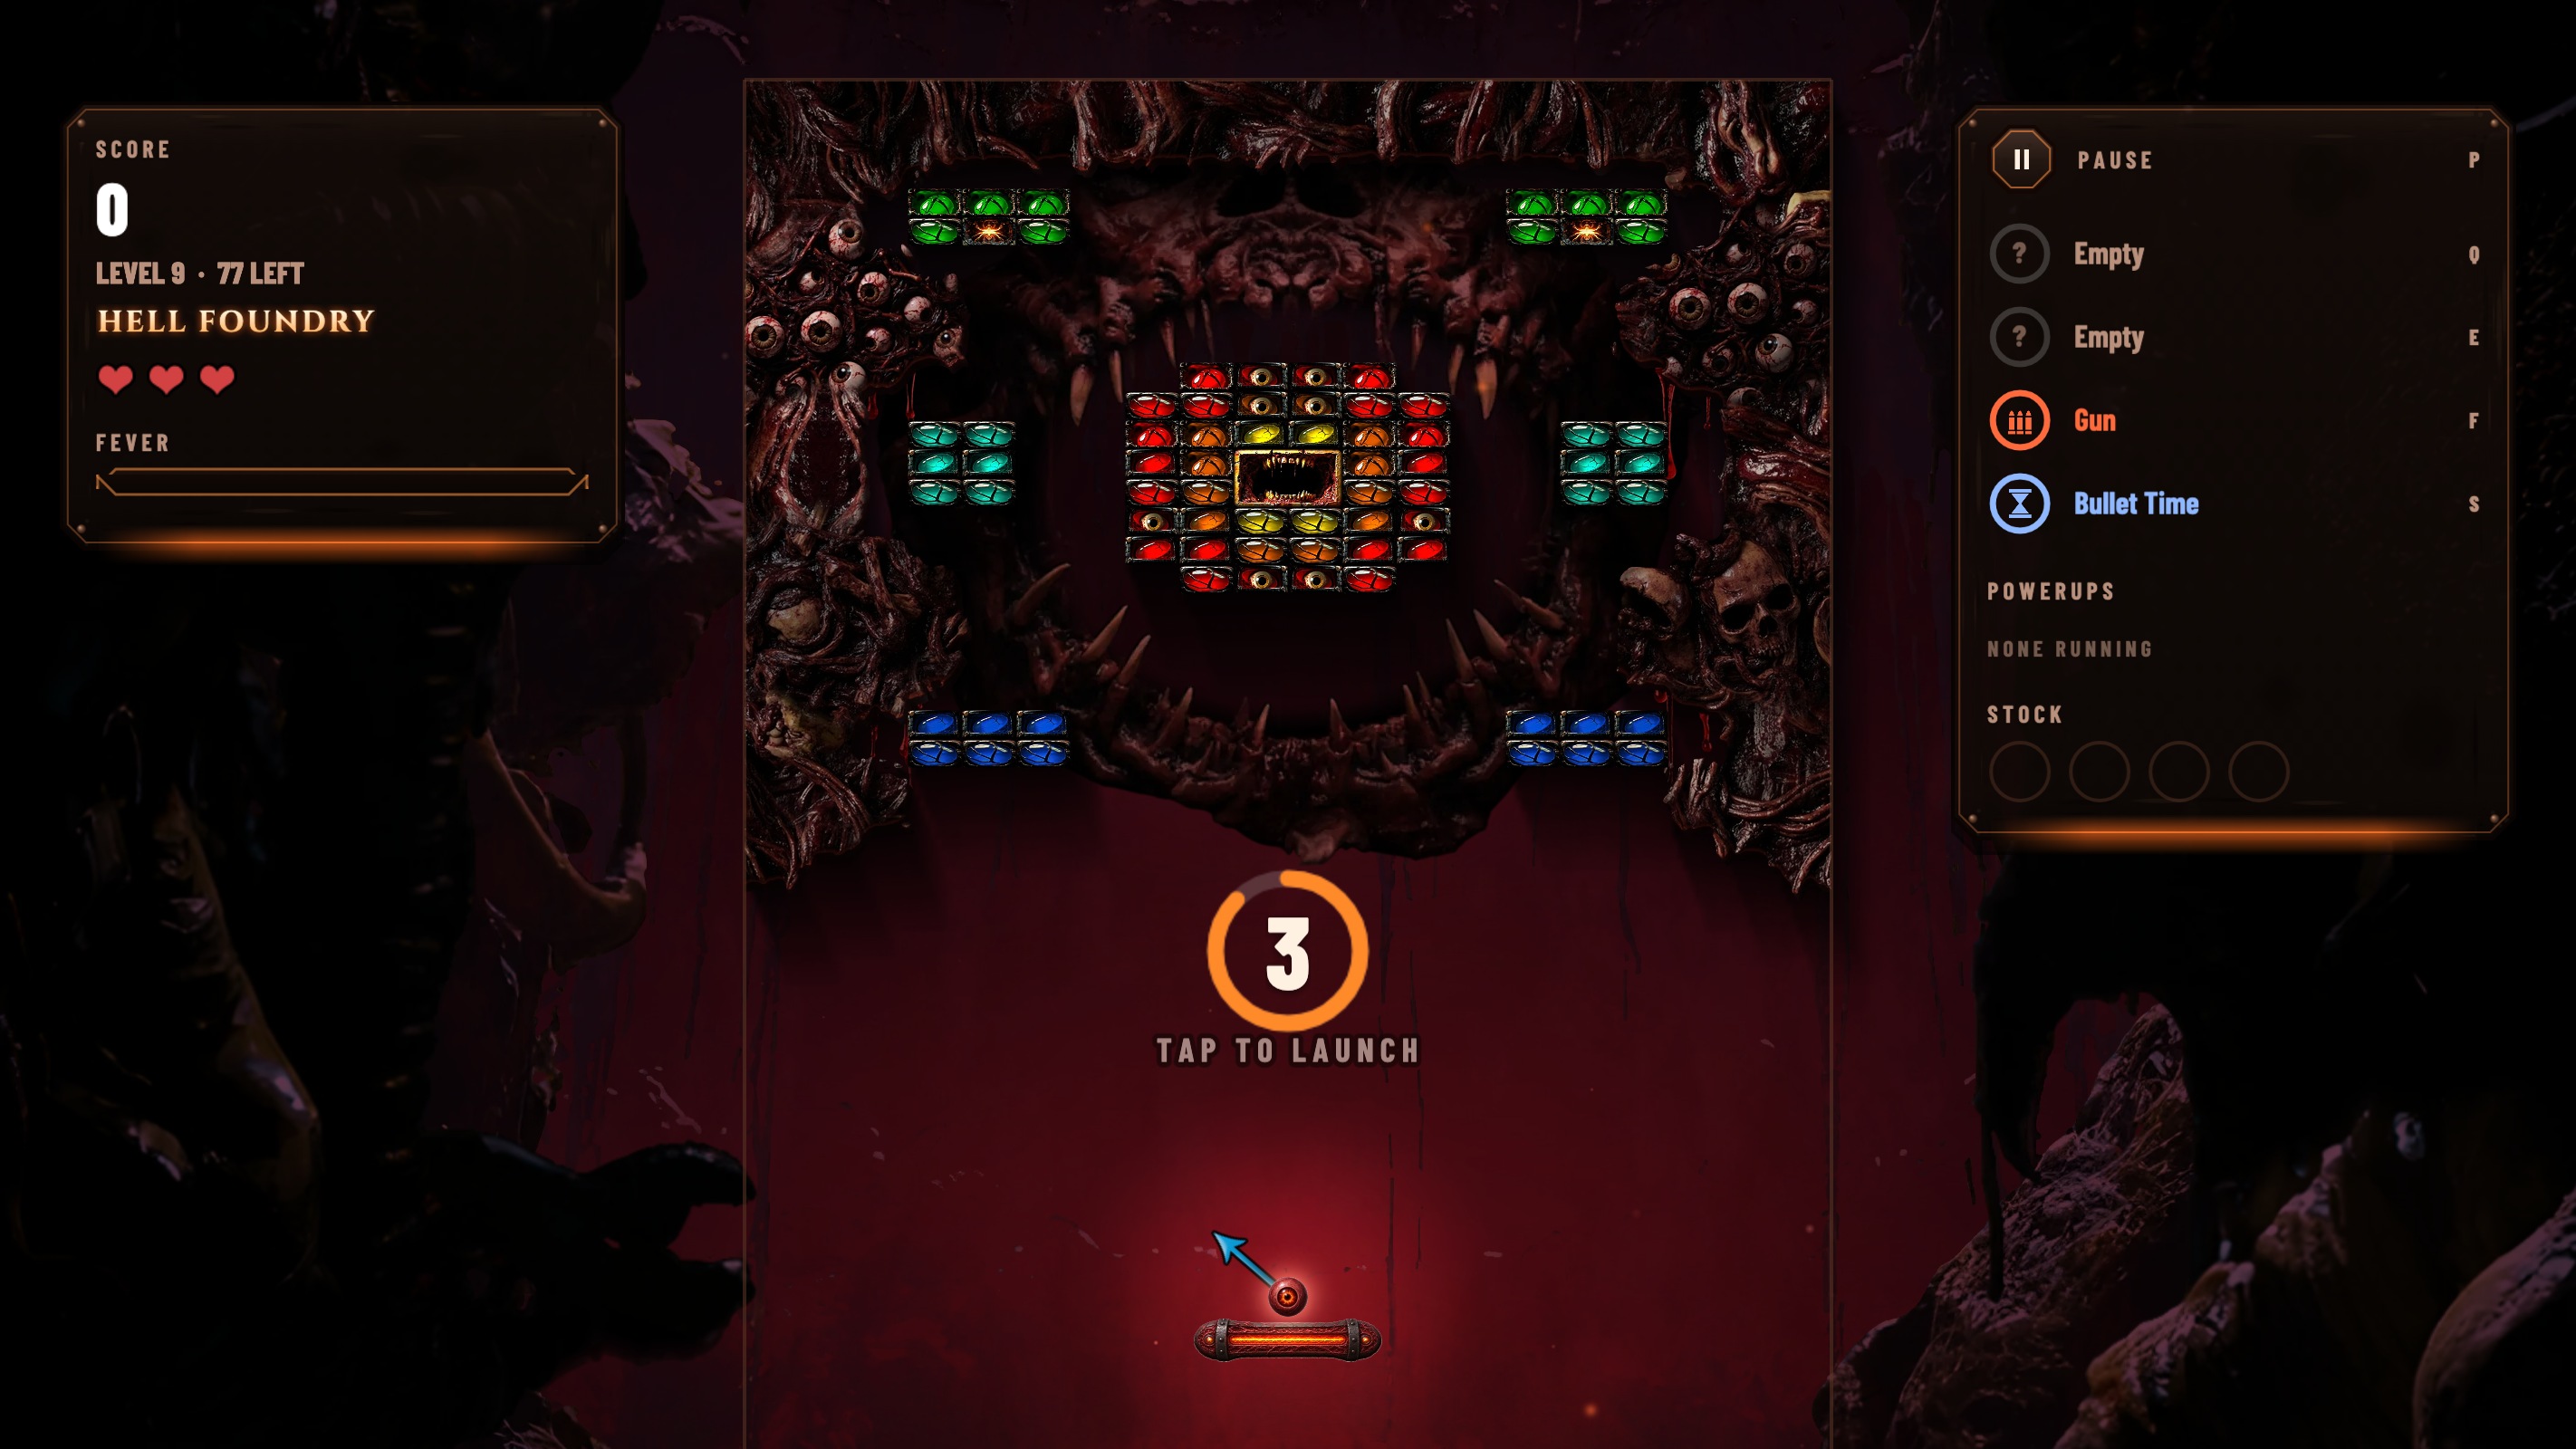 SCORE
0
LEVEL 9 · 77 LEFT
HELL FOUNDRY
FEVER
PAUSE P
? Empty Q
? Empty E
Gun F
Bullet Time S
POWERUPS
NONE RUNNING
STOCK
3
TAP TO LAUNCH